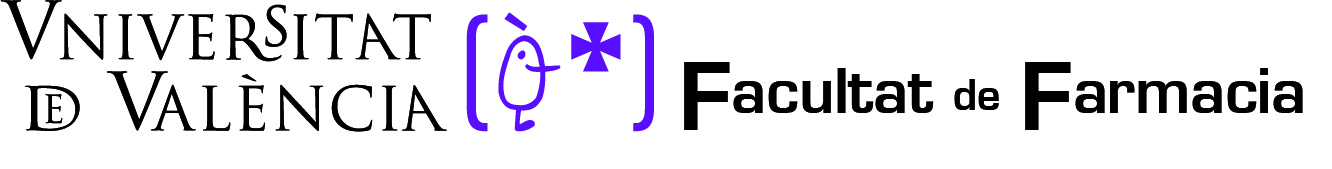 VNIVERSITAT
DE VALÈNCIA [È*] Facultat de Farmacia